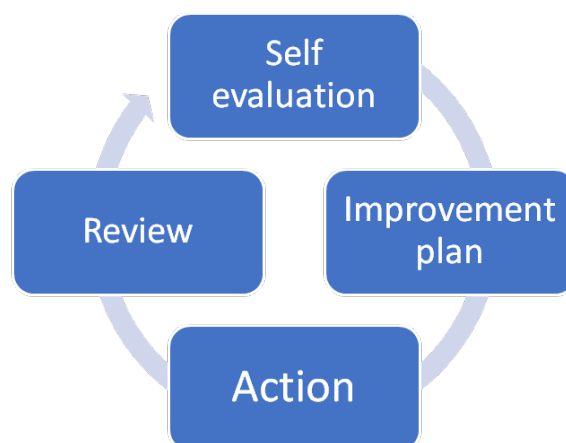 Self
evaluation
Improvement
plan
Action
Review